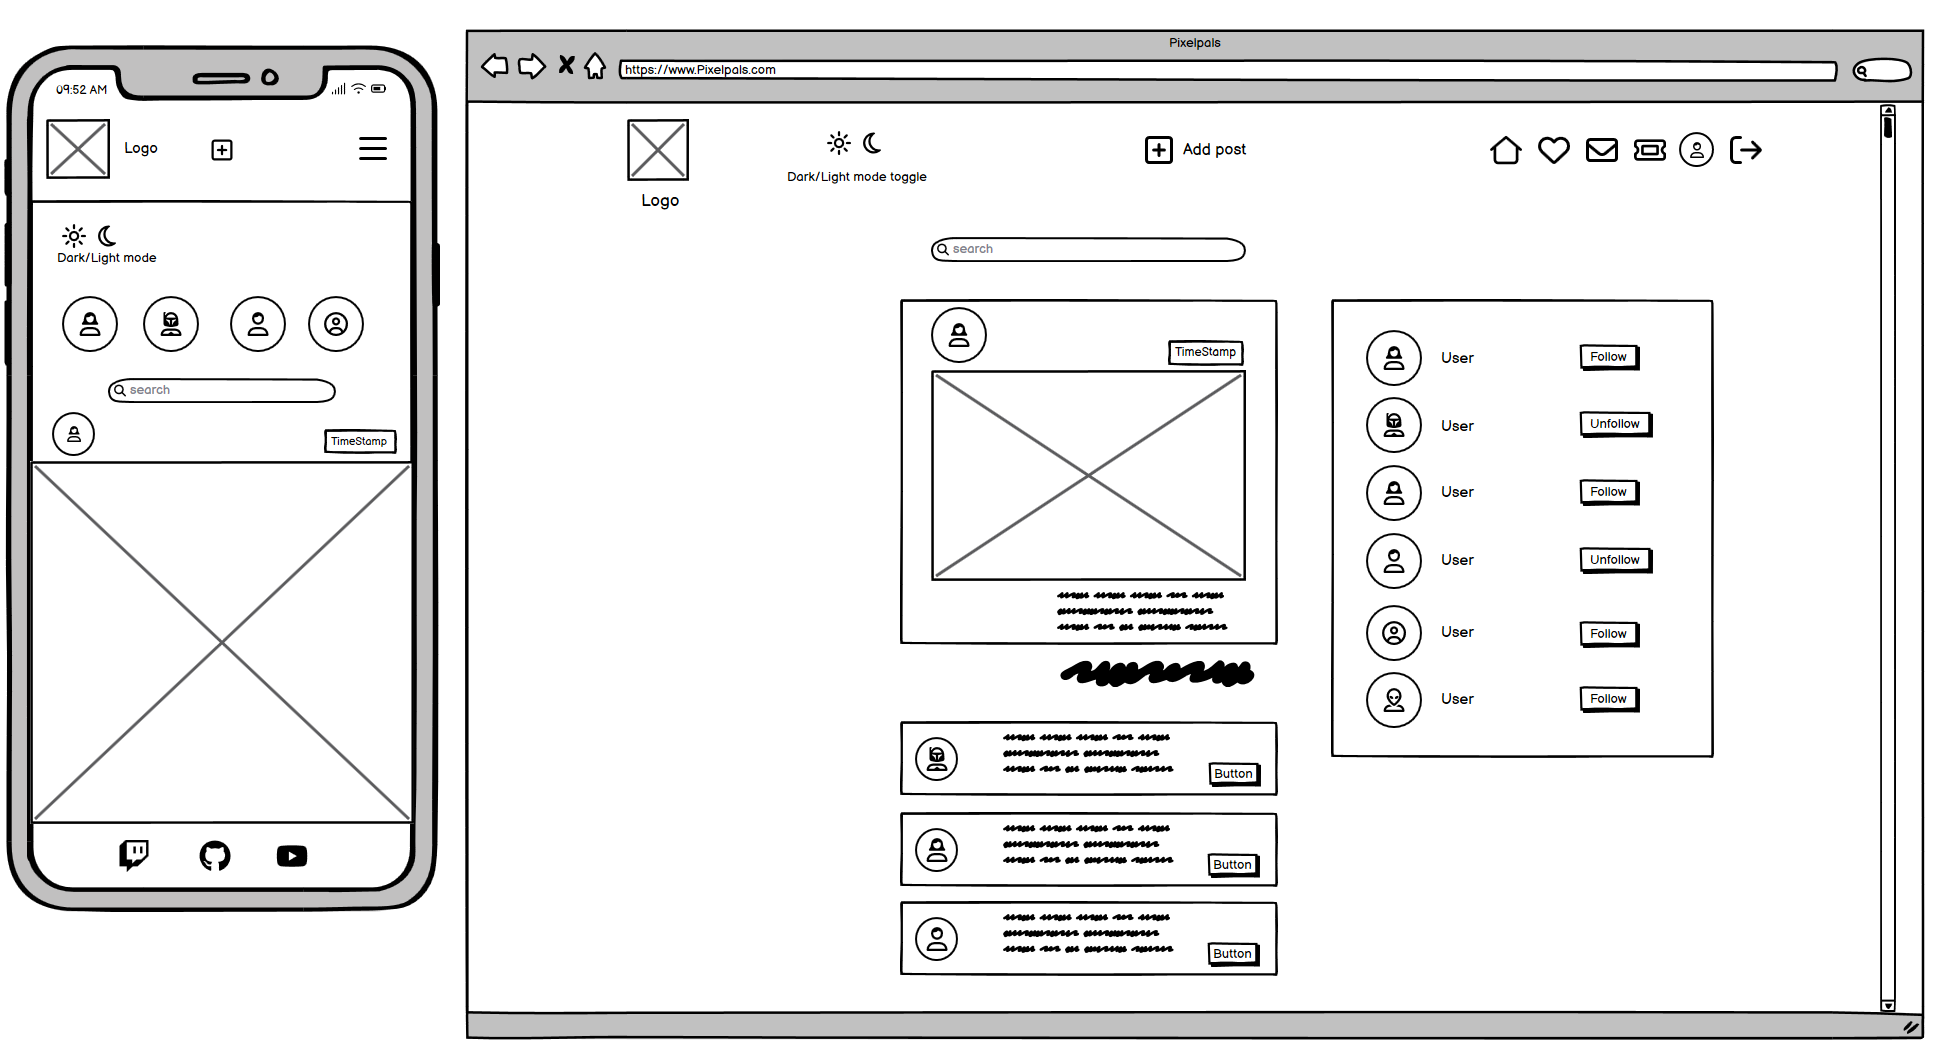 09:52 AM
Logo
Dark/Light mode
search
TimeStamp
Pixelpals
https://www.Pixelpals.com
Logo
Dark/Light mode toggle
Add post
search
TimeStamp
Button
Button
Button
User
Follow
User
Unfollow
User
Follow
User
Unfollow
User
Follow
User
Follow